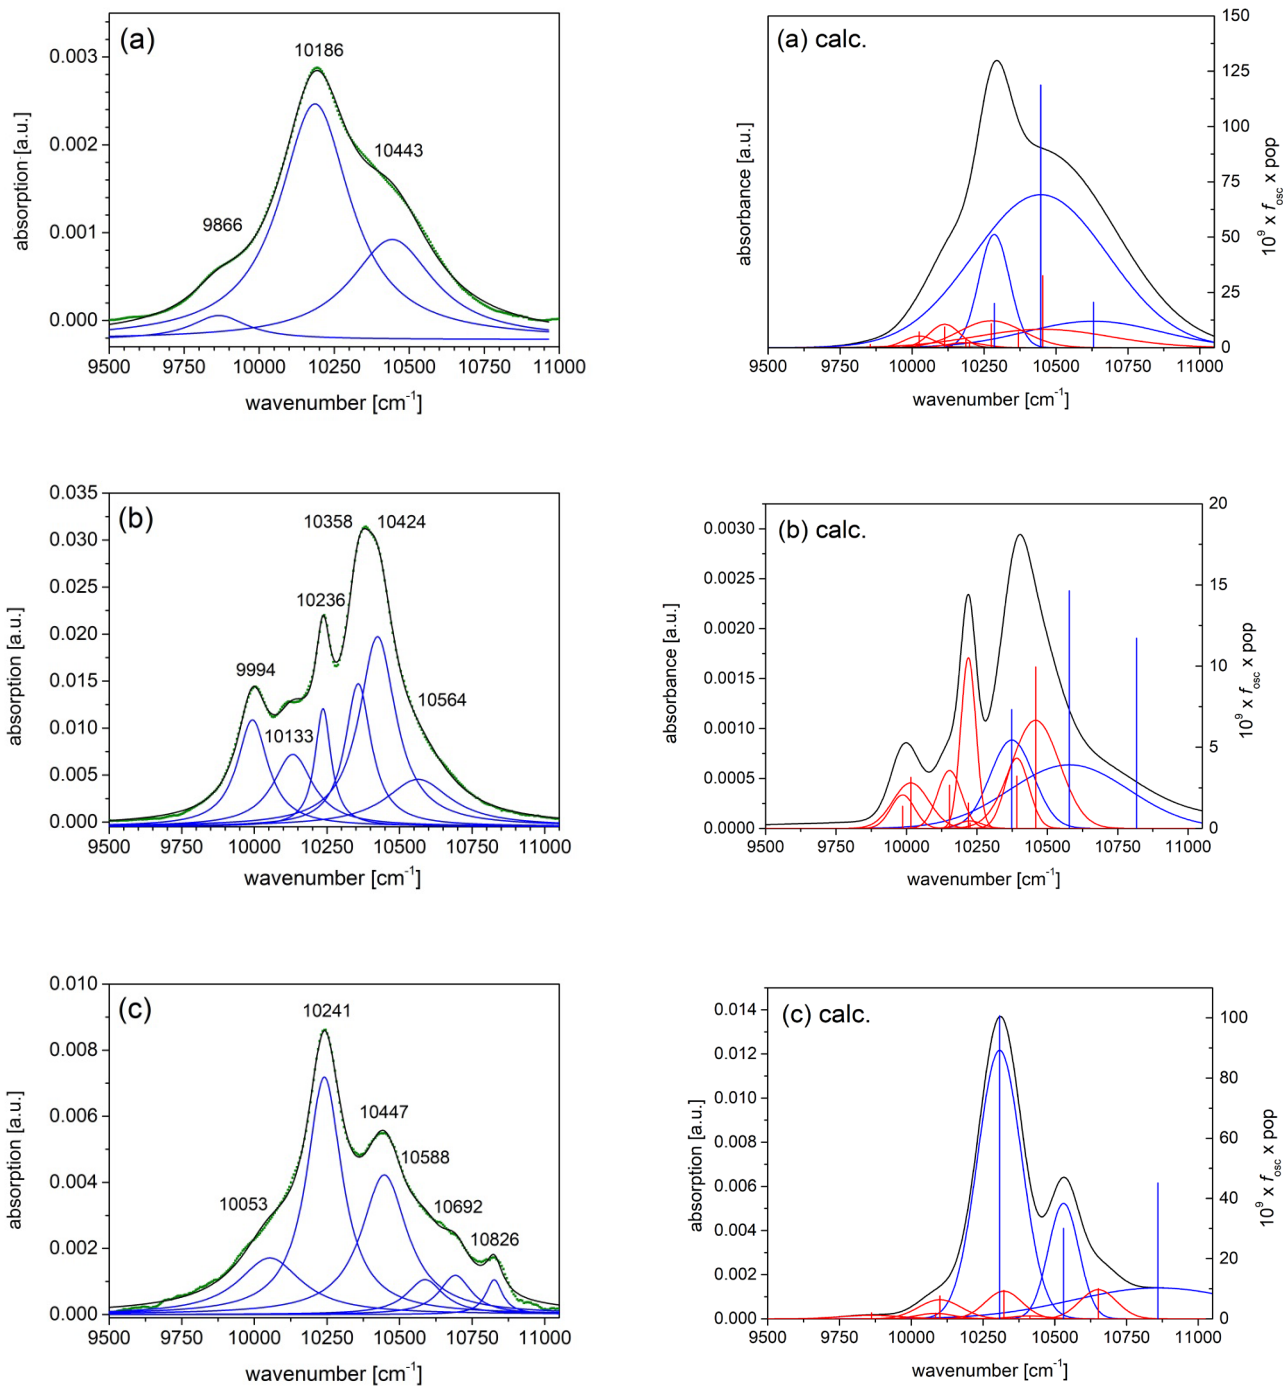 (a)
10186
10443
9866
0.003
0.002
0.001
0.000
absorption [a.u.]
9500 9750 10000 10250 10500 10750 11000
wavenumber [cm⁻¹]
(a) calc.
150
125
100
75
50
25
0
absorbance [a.u.]
10⁹ x f_osc x pop
9500 9750 10000 10250 10500 10750 11000
wavenumber [cm⁻¹]
(b)
10358 10424
10236
9994
10133
10564
0.035
0.030
0.025
0.020
0.015
0.010
0.005
0.000
absorption [a.u.]
9500 9750 10000 10250 10500 10750 11000
wavenumber [cm⁻¹]
(b) calc.
0.0030
0.0025
0.0020
0.0015
0.0010
0.0005
0.0000
absorbance [a.u.]
20
15
10
5
0
10⁹ x f_osc x pop
9500 9750 10000 10250 10500 10750 11000
wavenumber [cm⁻¹]
(c)
10241
10447
10588
10053
10692
10826
0.010
0.008
0.006
0.004
0.002
0.000
absorption [a.u.]
9500 9750 10000 10250 10500 10750 11000
wavenumber [cm⁻¹]
(c) calc.
0.014
0.012
0.010
0.008
0.006
0.004
0.002
0.000
absorption [a.u.]
100
80
60
40
20
0
10⁹ x f_osc x pop
9500 9750 10000 10250 10500 10750 11000
wavenumber [cm⁻¹]